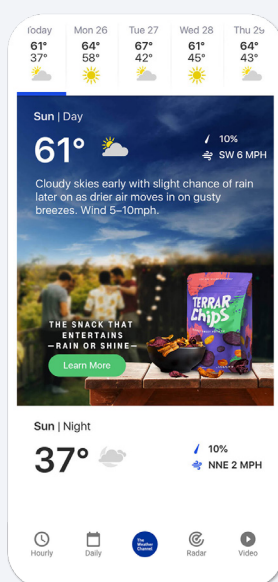 Today Mon 26 Tue 27 Wed 28 Thu 29
61° 64° 67° 61° 64°
37° 58° 42° 45° 43°
Sun | Day
61°
10%
SW 6 MPH
Cloudy skies early with slight chance of rain
later on as drier air moves in on gusty
breezes. Wind 5–10mph.
TERRA
Chips
THE SNACK THAT
ENTERTAINS
—RAIN OR SHINE—
Learn More
Sun | Night
37°
10%
NNE 2 MPH
The
Weather
Channel
Hourly Daily Radar Video